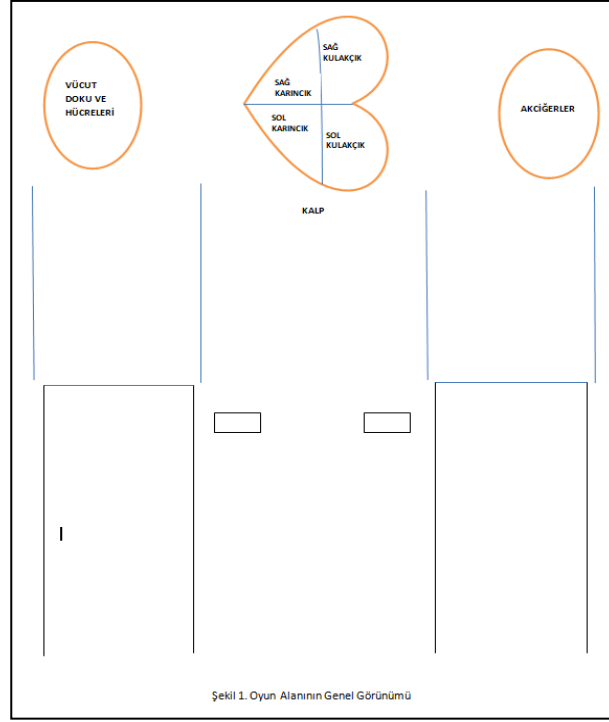 VÜCUT
DOKU VE
HÜCRELERİ
SAĞ
KULAKÇIK
SAĞ
KARINCIK
SOL
KARINCIK
SOL
KULAKÇIK
AKCİĞERLER
KALP
Şekil 1. Oyun Alanının Genel Görünümü